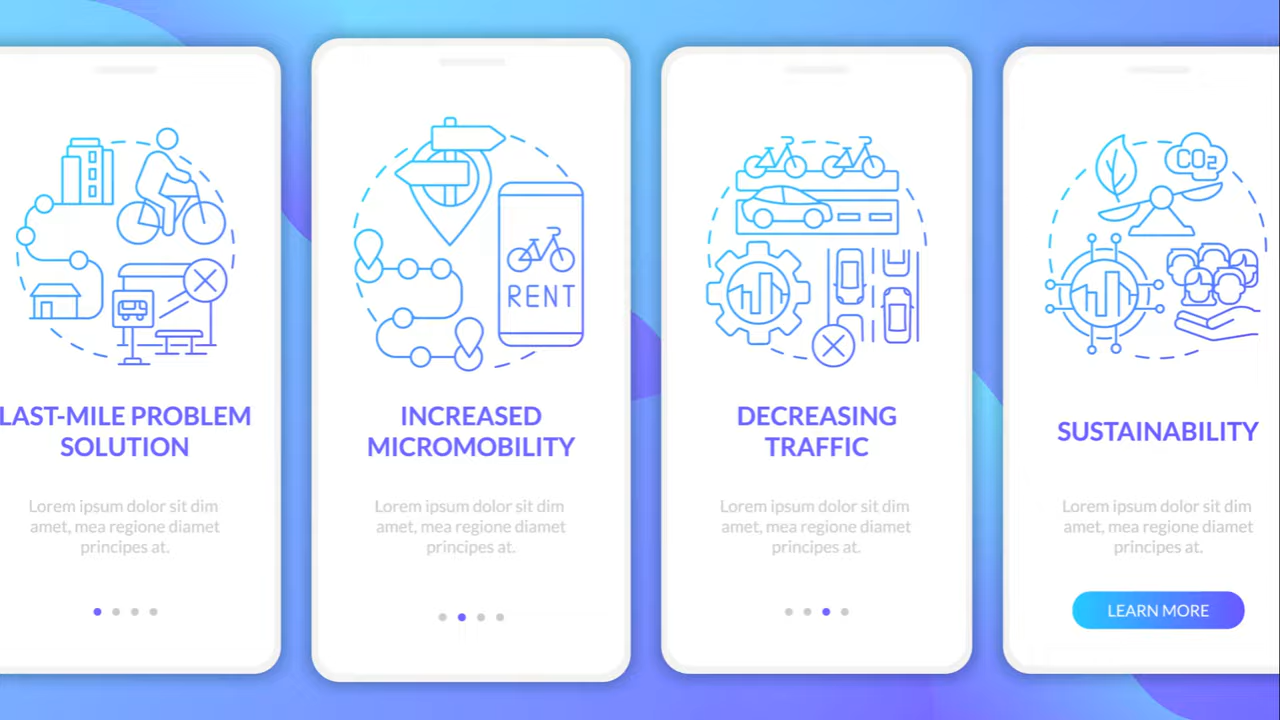 LAST-MILE PROBLEM
SOLUTION
Lorem ipsum dolor sit dim
amet, mea regione diamet
principes at.
RENT
INCREASED
MICROMOBILITY
Lorem ipsum dolor sit dim
amet, mea regione diamet
principes at.
DECREASING
TRAFFIC
Lorem ipsum dolor sit dim
amet, mea regione diamet
principes at.
CO2
SUSTAINABILITY
Lorem ipsum dolor sit dim
amet, mea regione diamet
principes at.
LEARN MORE